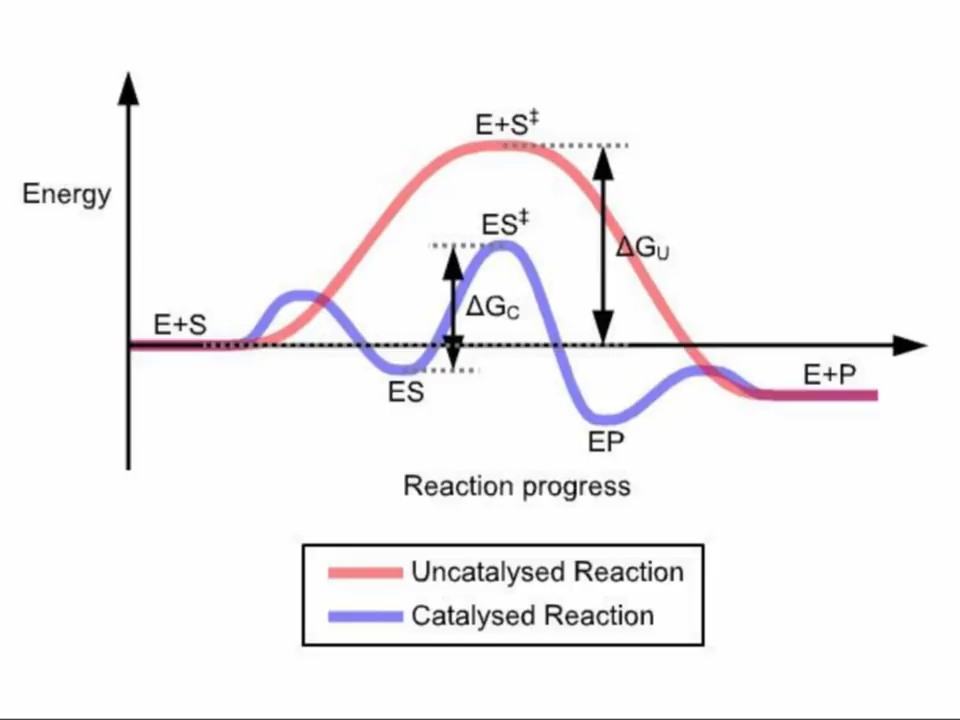 E+S‡
Energy
ES‡
ΔGU
ΔGC
E+S
E+P
ES
EP
Reaction progress
Uncatalysed Reaction
Catalysed Reaction